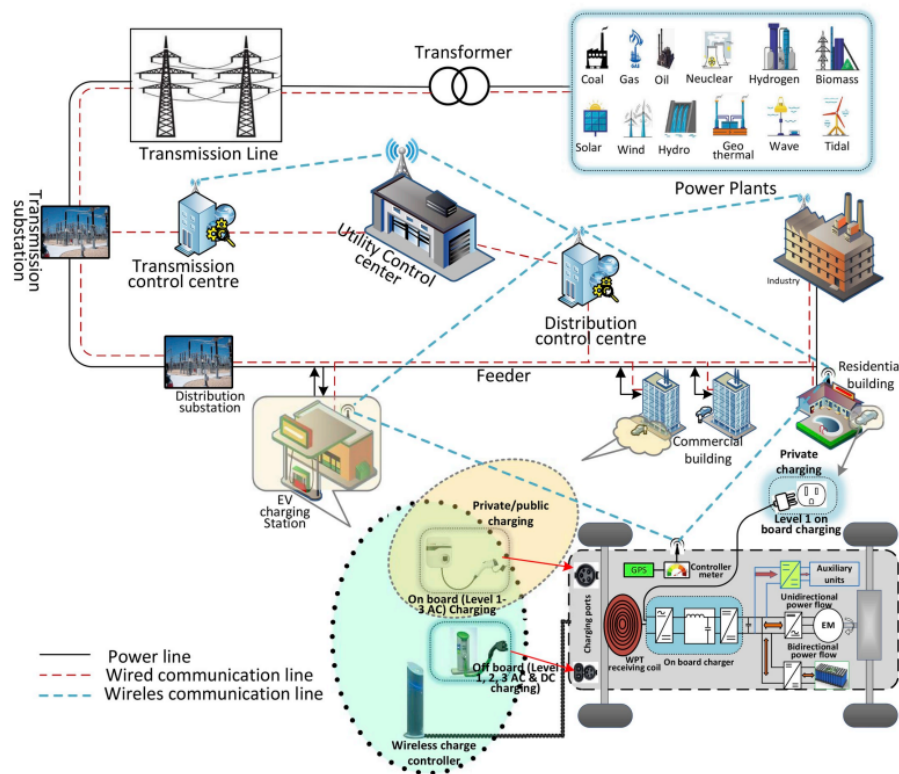 Transformer
Coal
Gas
Oil
Neuclear
Hydrogen
Biomass
GAS
Solar
Wind
Hydro
Geo
thermal
Wave
Tidal
Transmission Line
Power Plants
Transmission
substation
Transmission
control centre
Utility Control
center
Industry
Distribution
control centre
Distribution
substation
Feeder
Residential
building
Commercial
building
Private
charging
EV
charging
Station
Level 1 on
board charging
Private/public
charging
On board (Level 1-
3 AC) Charging
Off board (Level
1, 2, 3 AC & DC
charging)
Wireless charge
controller
Charging ports
GPS
Controller
meter
Auxiliary
units
Unidirectional
power flow
EM
Bidirectional
power flow
WPT
receiving coil
On board charger
Power line
Wired communication line
Wireles communication line